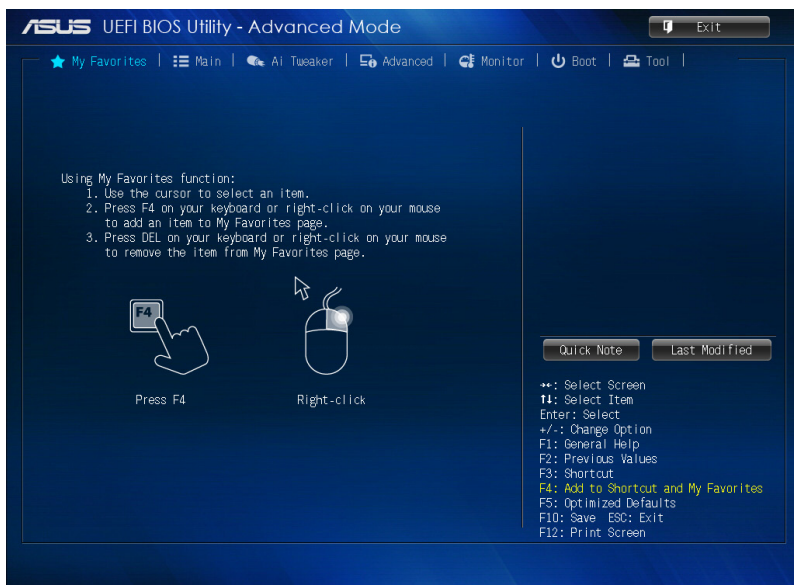 ASUS UEFI BIOS Utility - Advanced Mode
Exit
My Favorites | Main | Ai Tweaker | Advanced | Monitor | Boot | Tool |
Using My Favorites function:
1. Use the cursor to select an item.
2. Press F4 on your keyboard or right-click on your mouse
to add an item to My Favorites page.
3. Press DEL on your keyboard or right-click on your mouse
to remove the item from My Favorites page.
F4
Press F4
Right-click
Quick Note
Last Modified
→←: Select Screen
↑↓: Select Item
Enter: Select
+/-: Change Option
F1: General Help
F2: Previous Values
F3: Shortcut
F4: Add to Shortcut and My Favorites
F5: Optimized Defaults
F10: Save ESC: Exit
F12: Print Screen